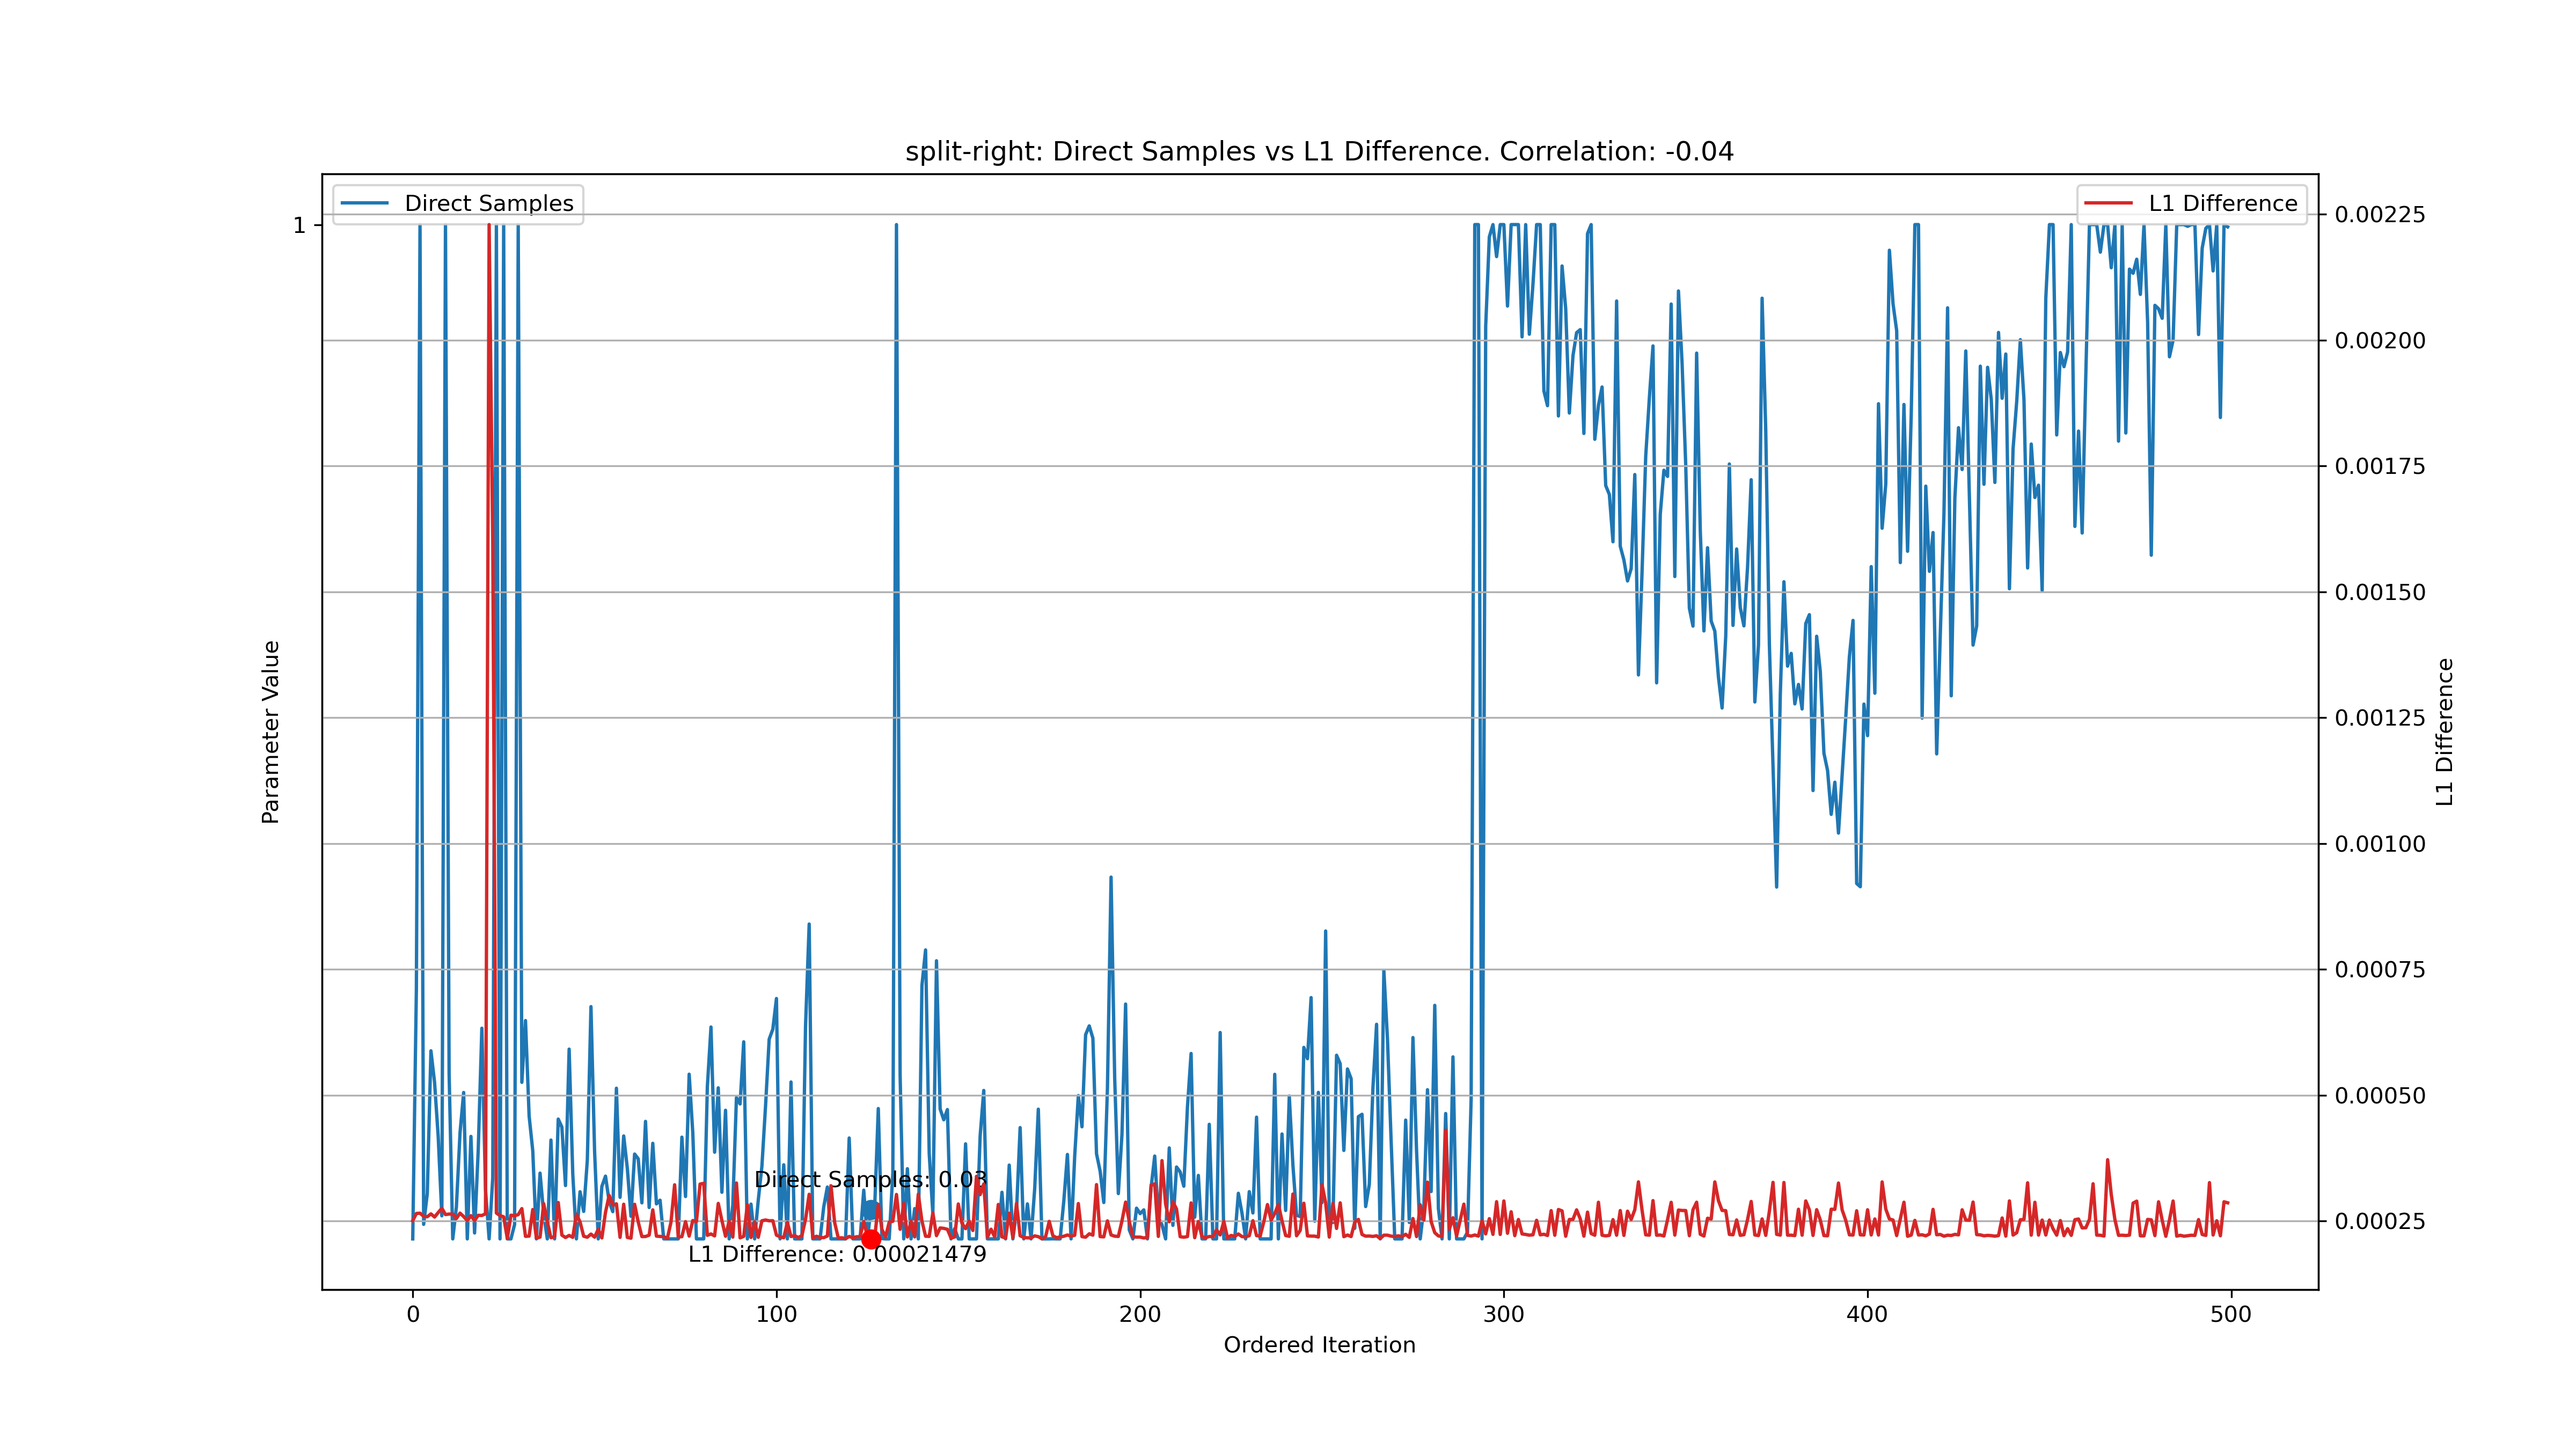 split-right: Direct Samples vs L1 Difference. Correlation: -0.04
Direct Samples
L1 Difference
1
0.00225
0.00200
0.00175
0.00150
0.00125
0.00100
0.00075
0.00050
0.00025
Parameter Value
L1 Difference
Direct Samples: 0.03
L1 Difference: 0.00021479
0 100 200 300 400 500
Ordered Iteration